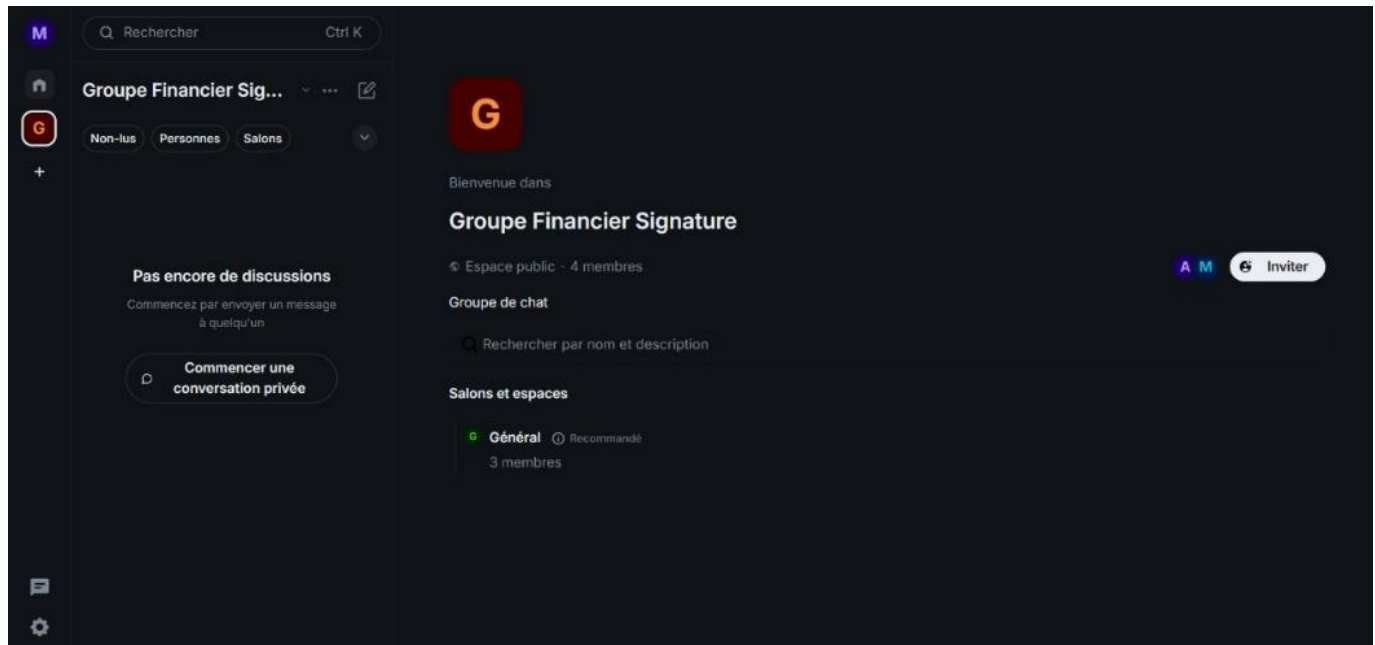 M
Rechercher Ctrl K
Groupe Financier Sig... ...
G
Non-lus Personnes Salons
+
Pas encore de discussions
Commencez par envoyer un message
à quelqu'un
Commencer une
conversation privée
G
Bienvenue dans
Groupe Financier Signature
Espace public · 4 membres
A M Inviter
Groupe de chat
Rechercher par nom et description
Salons et espaces
G Général Recommandé
3 membres